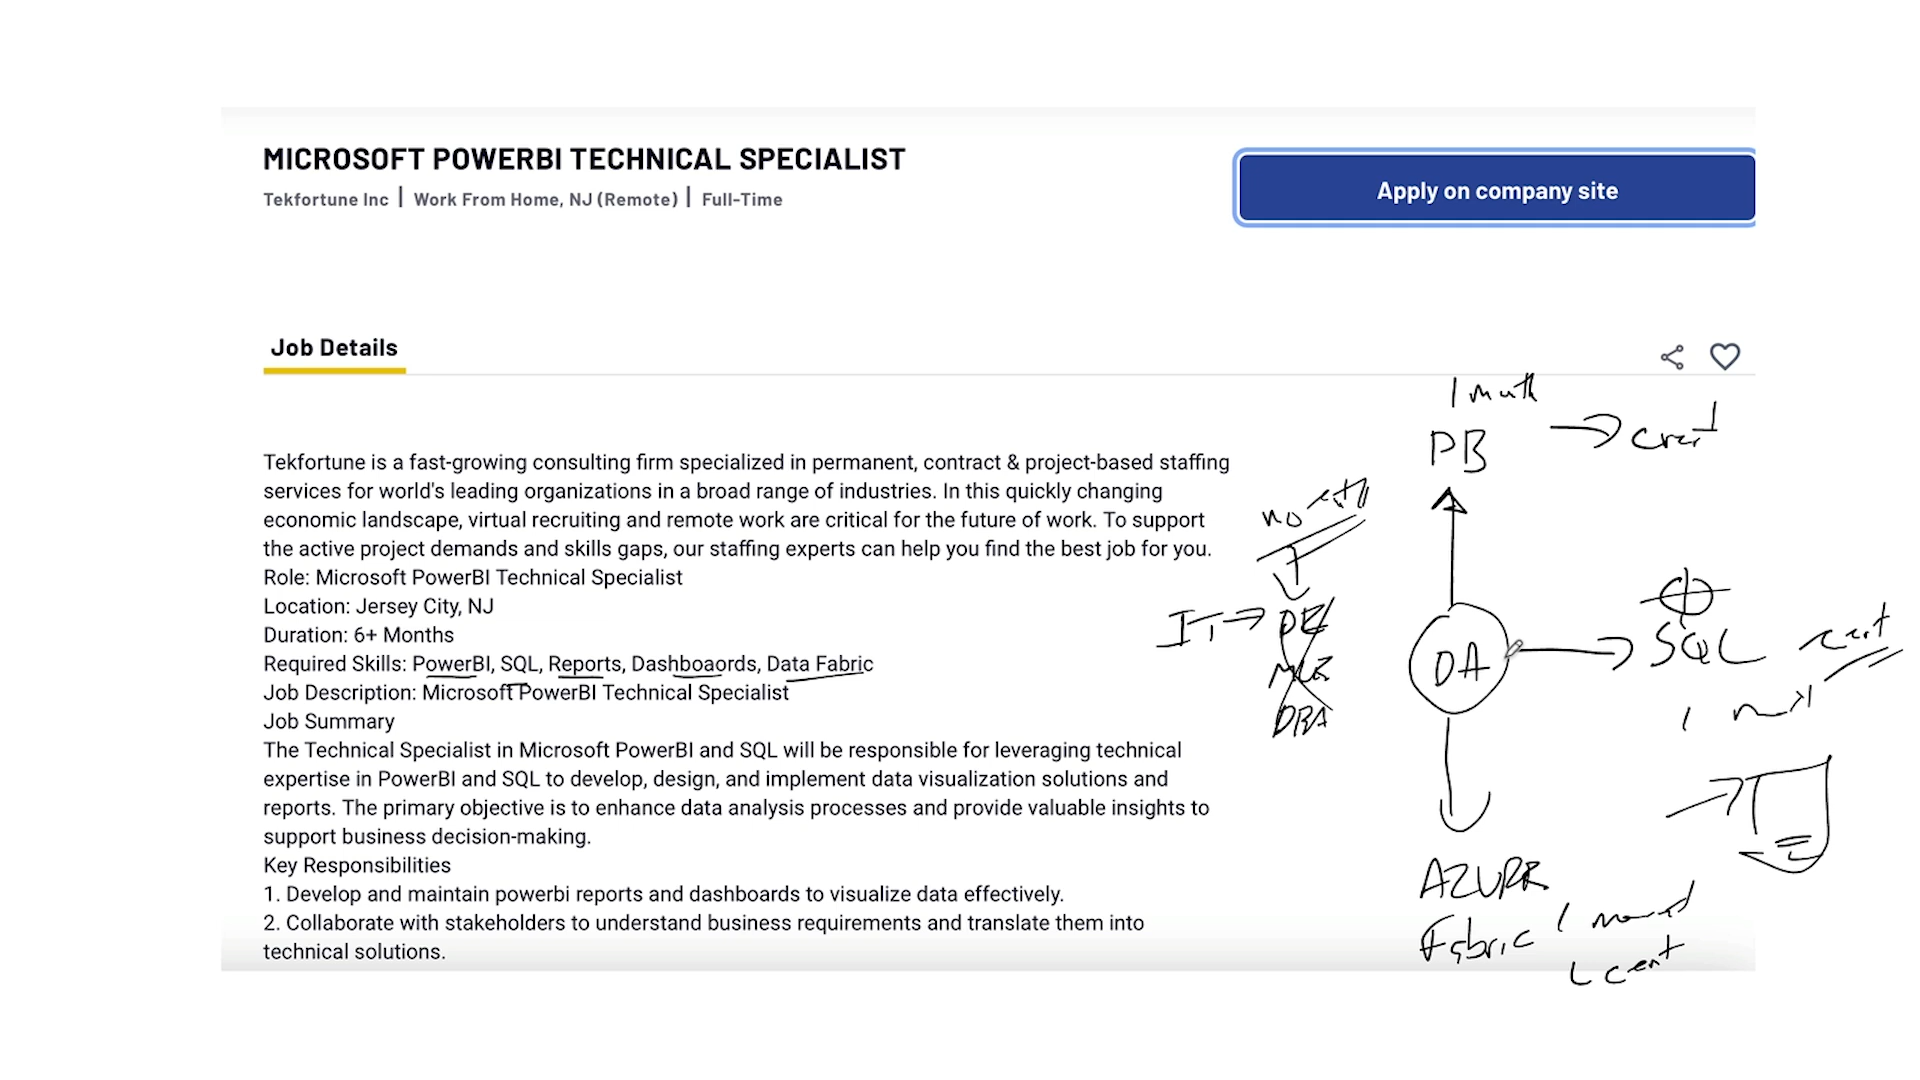 MICROSOFT POWERBI TECHNICAL SPECIALIST
Tekfortune Inc | Work From Home, NJ (Remote) | Full-Time
Apply on company site
Job Details
Tekfortune is a fast-growing consulting firm specialized in permanent, contract & project-based staffing
services for world's leading organizations in a broad range of industries. In this quickly changing
economic landscape, virtual recruiting and remote work are critical for the future of work. To support
the active project demands and skills gaps, our staffing experts can help you find the best job for you.
Role: Microsoft PowerBI Technical Specialist
Location: Jersey City, NJ
Duration: 6+ Months
Required Skills: PowerBI, SQL, Reports, Dashboaords, Data Fabric
Job Description: Microsoft PowerBI Technical Specialist
Job Summary
The Technical Specialist in Microsoft PowerBI and SQL will be responsible for leveraging technical
expertise in PowerBI and SQL to develop, design, and implement data visualization solutions and
reports. The primary objective is to enhance data analysis processes and provide valuable insights to
support business decision-making.
Key Responsibilities
1. Develop and maintain powerbi reports and dashboards to visualize data effectively.
2. Collaborate with stakeholders to understand business requirements and translate them into
technical solutions.
PB
no
IT
DE
DBA
DA
SQL cert
1
AZURE
Fabric 1
cert